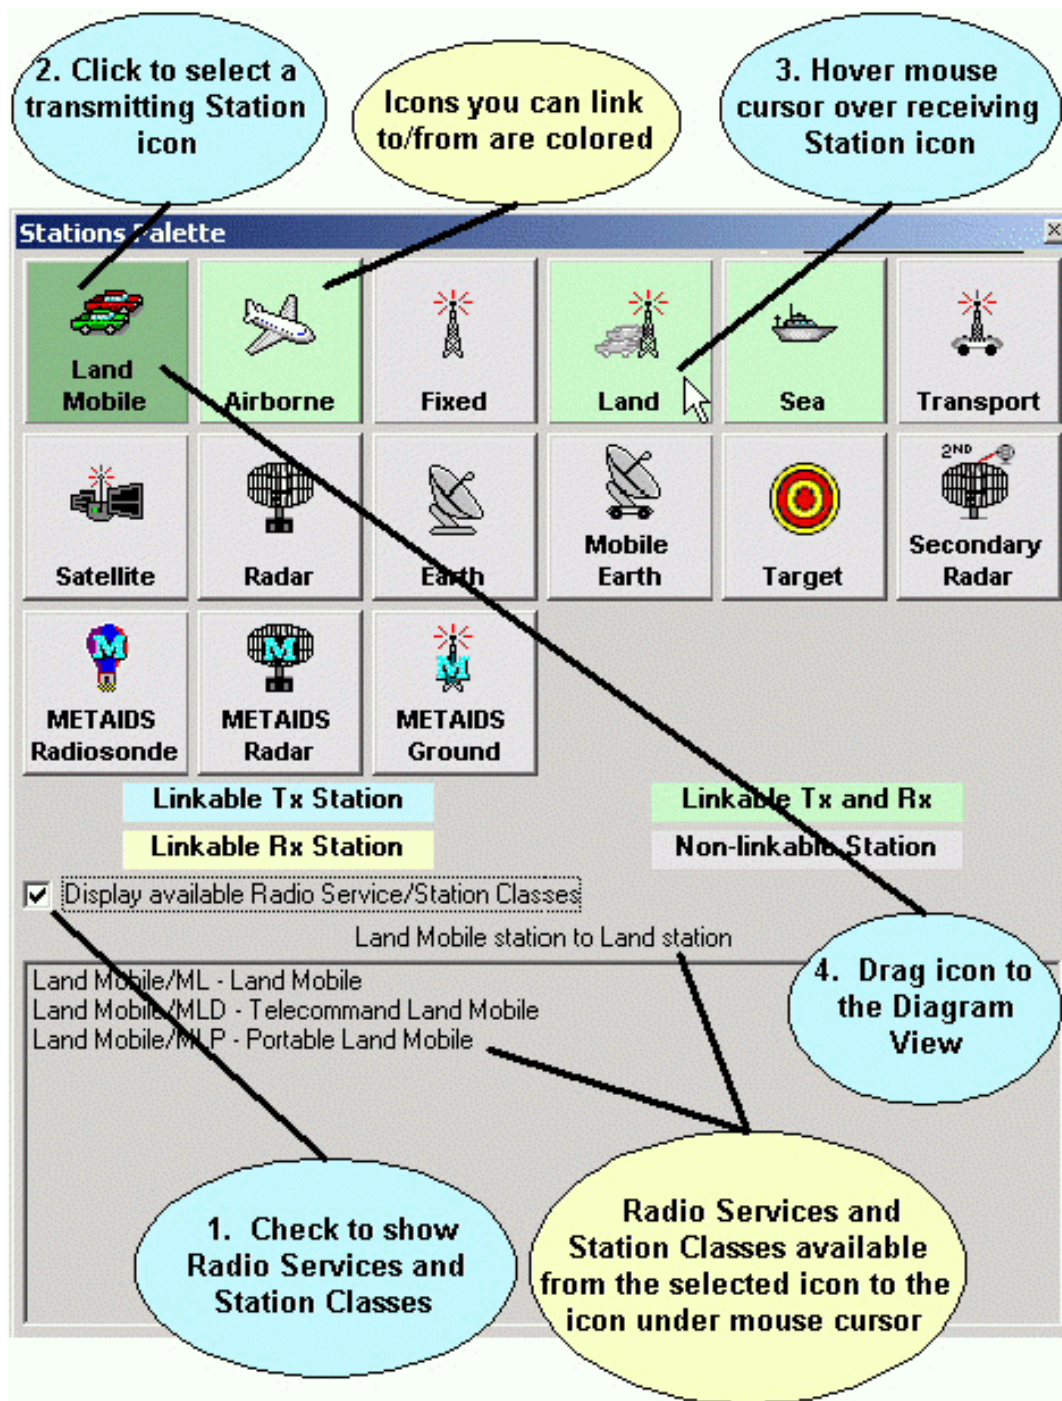 2. Click to select a
transmitting Station
icon
Icons you can link
to/from are colored
3. Hover mouse
cursor over receiving
Station icon
Stations Palette
Land
Mobile
Airborne
Fixed
Land
Sea
Transport
Satellite
Radar
Earth
Mobile
Earth
Target
2ND
Secondary
Radar
M
METAIDS
Radiosonde
M
METAIDS
Radar
M
METAIDS
Ground
Linkable Tx Station
Linkable Tx and Rx
Linkable Rx Station
Non-linkable Station
Display available Radio Service/Station Classes
Land Mobile station to Land station
Land Mobile/ML - Land Mobile
Land Mobile/MLD - Telecommand Land Mobile
Land Mobile/MLP - Portable Land Mobile
4. Drag icon to
the Diagram
View
1. Check to show
Radio Services and
Station Classes
Radio Services and
Station Classes available
from the selected icon to the
icon under mouse cursor